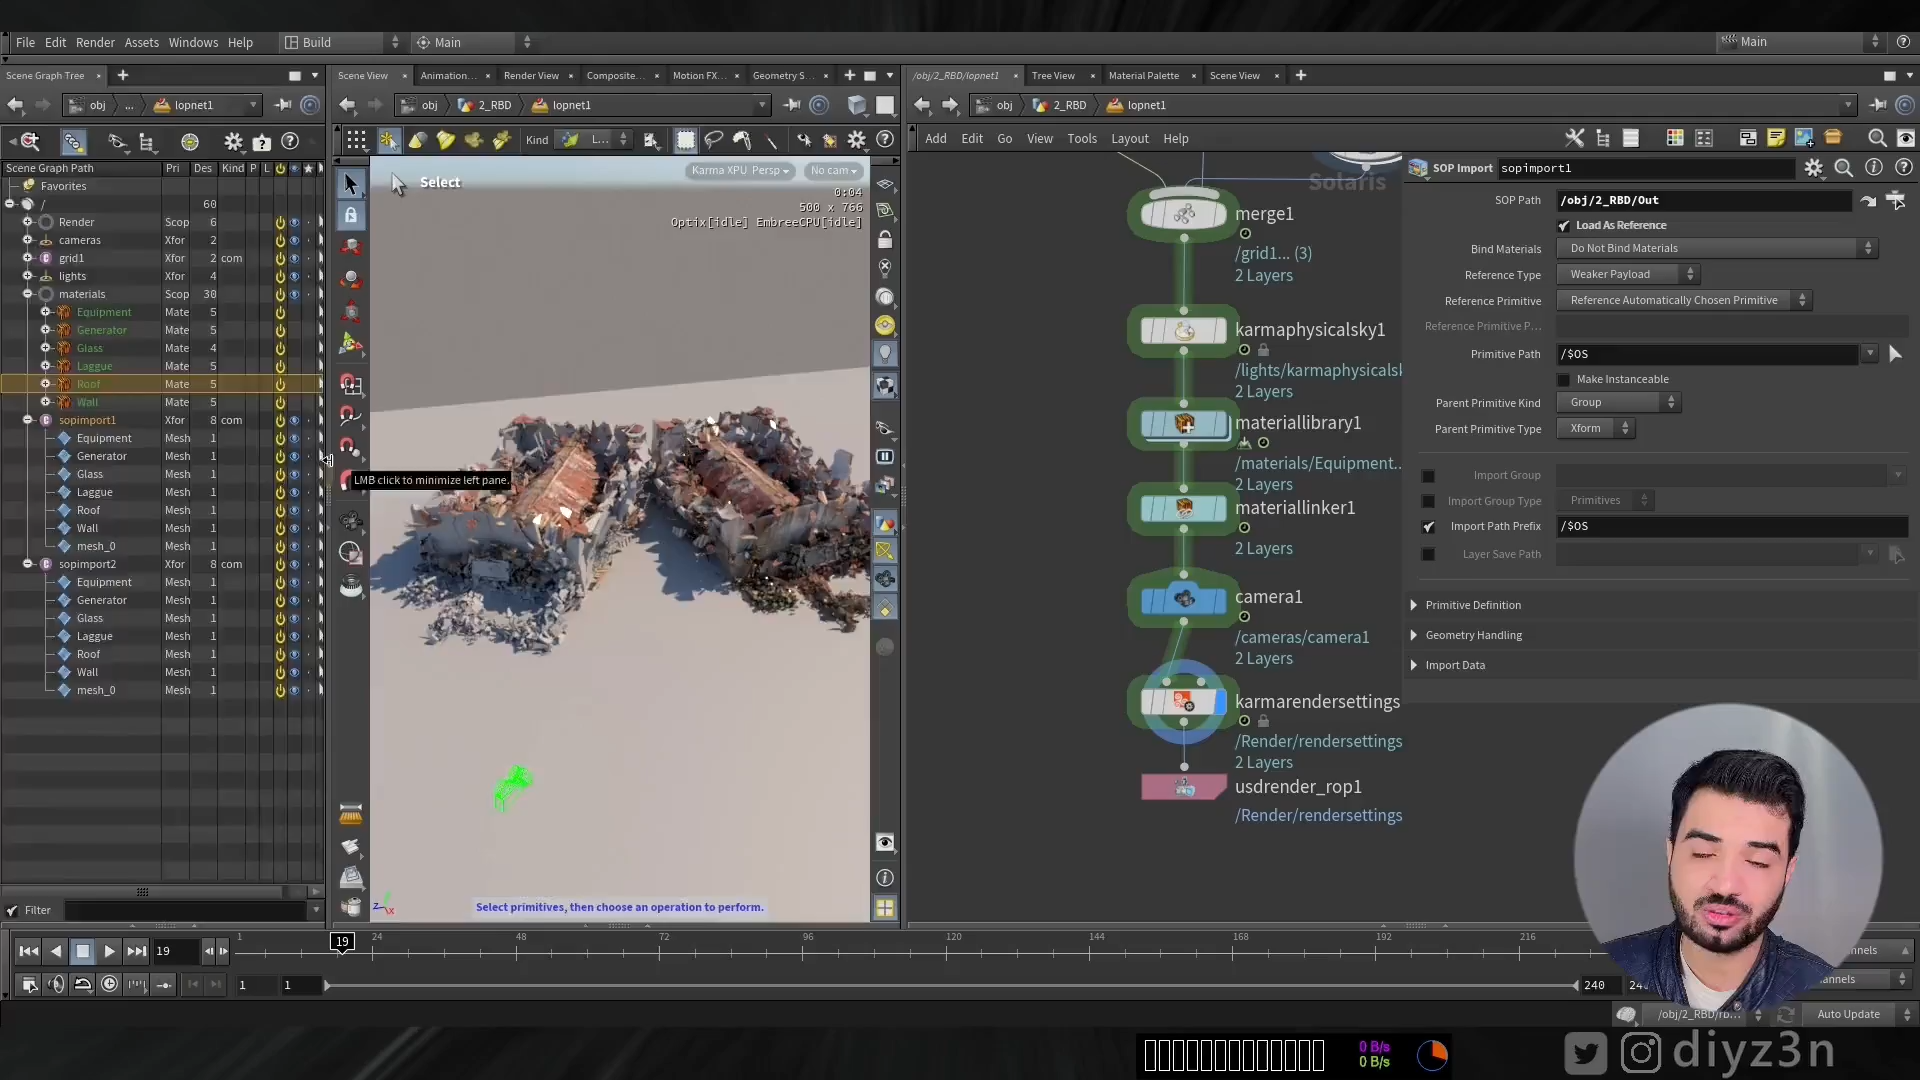 File Edit Render Assets Windows Help Build Main Main
Scene Graph Tree
Scene View Animation... Render View Composite... Motion FX... Geometry S...
/obj/2_RBD/lopnet1 Tree View Material Palette Scene View
obj ... lopnet1
obj 2_RBD lopnet1
obj 2_RBD lopnet1
Kind L...
Add Edit Go View Tools Layout Help
Scene Graph Path Pri Des Kind P L
Favorites
/ 60
Render Scop 6
cameras Xfor 2
grid1 Xfor 2 com
lights Xfor 4
materials Scop 30
Equipment Mate 5
Generator Mate 5
Glass Mate 4
Laggue Mate 5
Roof Mate 5
Wall Mate 5
sopimport1 Xfor 8 com
Equipment Mesh 1
Generator Mesh 1
Glass Mesh 1
Laggue Mesh 1
Roof Mesh 1
Wall Mesh 1
mesh_0 Mesh 1
sopimport2 Xfor 8 com
Equipment Mesh 1
Generator Mesh 1
Glass Mesh 1
Laggue Mesh 1
Roof Mesh 1
Wall Mesh 1
mesh_0 Mesh 1
Filter
Select
Karma XPU Persp No cam
0:04
500 x 766
Optix[idle] EmbreeCPU[idle]
LMB click to minimize left pane.
z x
Select primitives, then choose an operation to perform.
Solaris
merge1
/grid1... (3)
2 Layers
karmaphysicalsky1
/lights/karmaphysicalsk
2 Layers
materiallibrary1
/materials/Equipment...
2 Layers
materiallinker1
2 Layers
camera1
/cameras/camera1
2 Layers
karmarendersettings
/Render/rendersettings
2 Layers
usdrender_rop1
/Render/rendersettings
SOP Import sopimport1
SOP Path /obj/2_RBD/Out
Load As Reference
Bind Materials Do Not Bind Materials
Reference Type Weaker Payload
Reference Primitive Reference Automatically Chosen Primitive
Reference Primitive P...
Primitive Path /$OS
Make Instanceable
Parent Primitive Kind Group
Parent Primitive Type Xform
Import Group
Import Group Type Primitives
Import Path Prefix /$OS
Layer Save Path
Primitive Definition
Geometry Handling
Import Data
19 1 19 24 48 72 96 120 144 168 192 216
1 1 240
/obj/2_RBD/rb... Auto Update
0 B/s
0 B/s
diyz3n